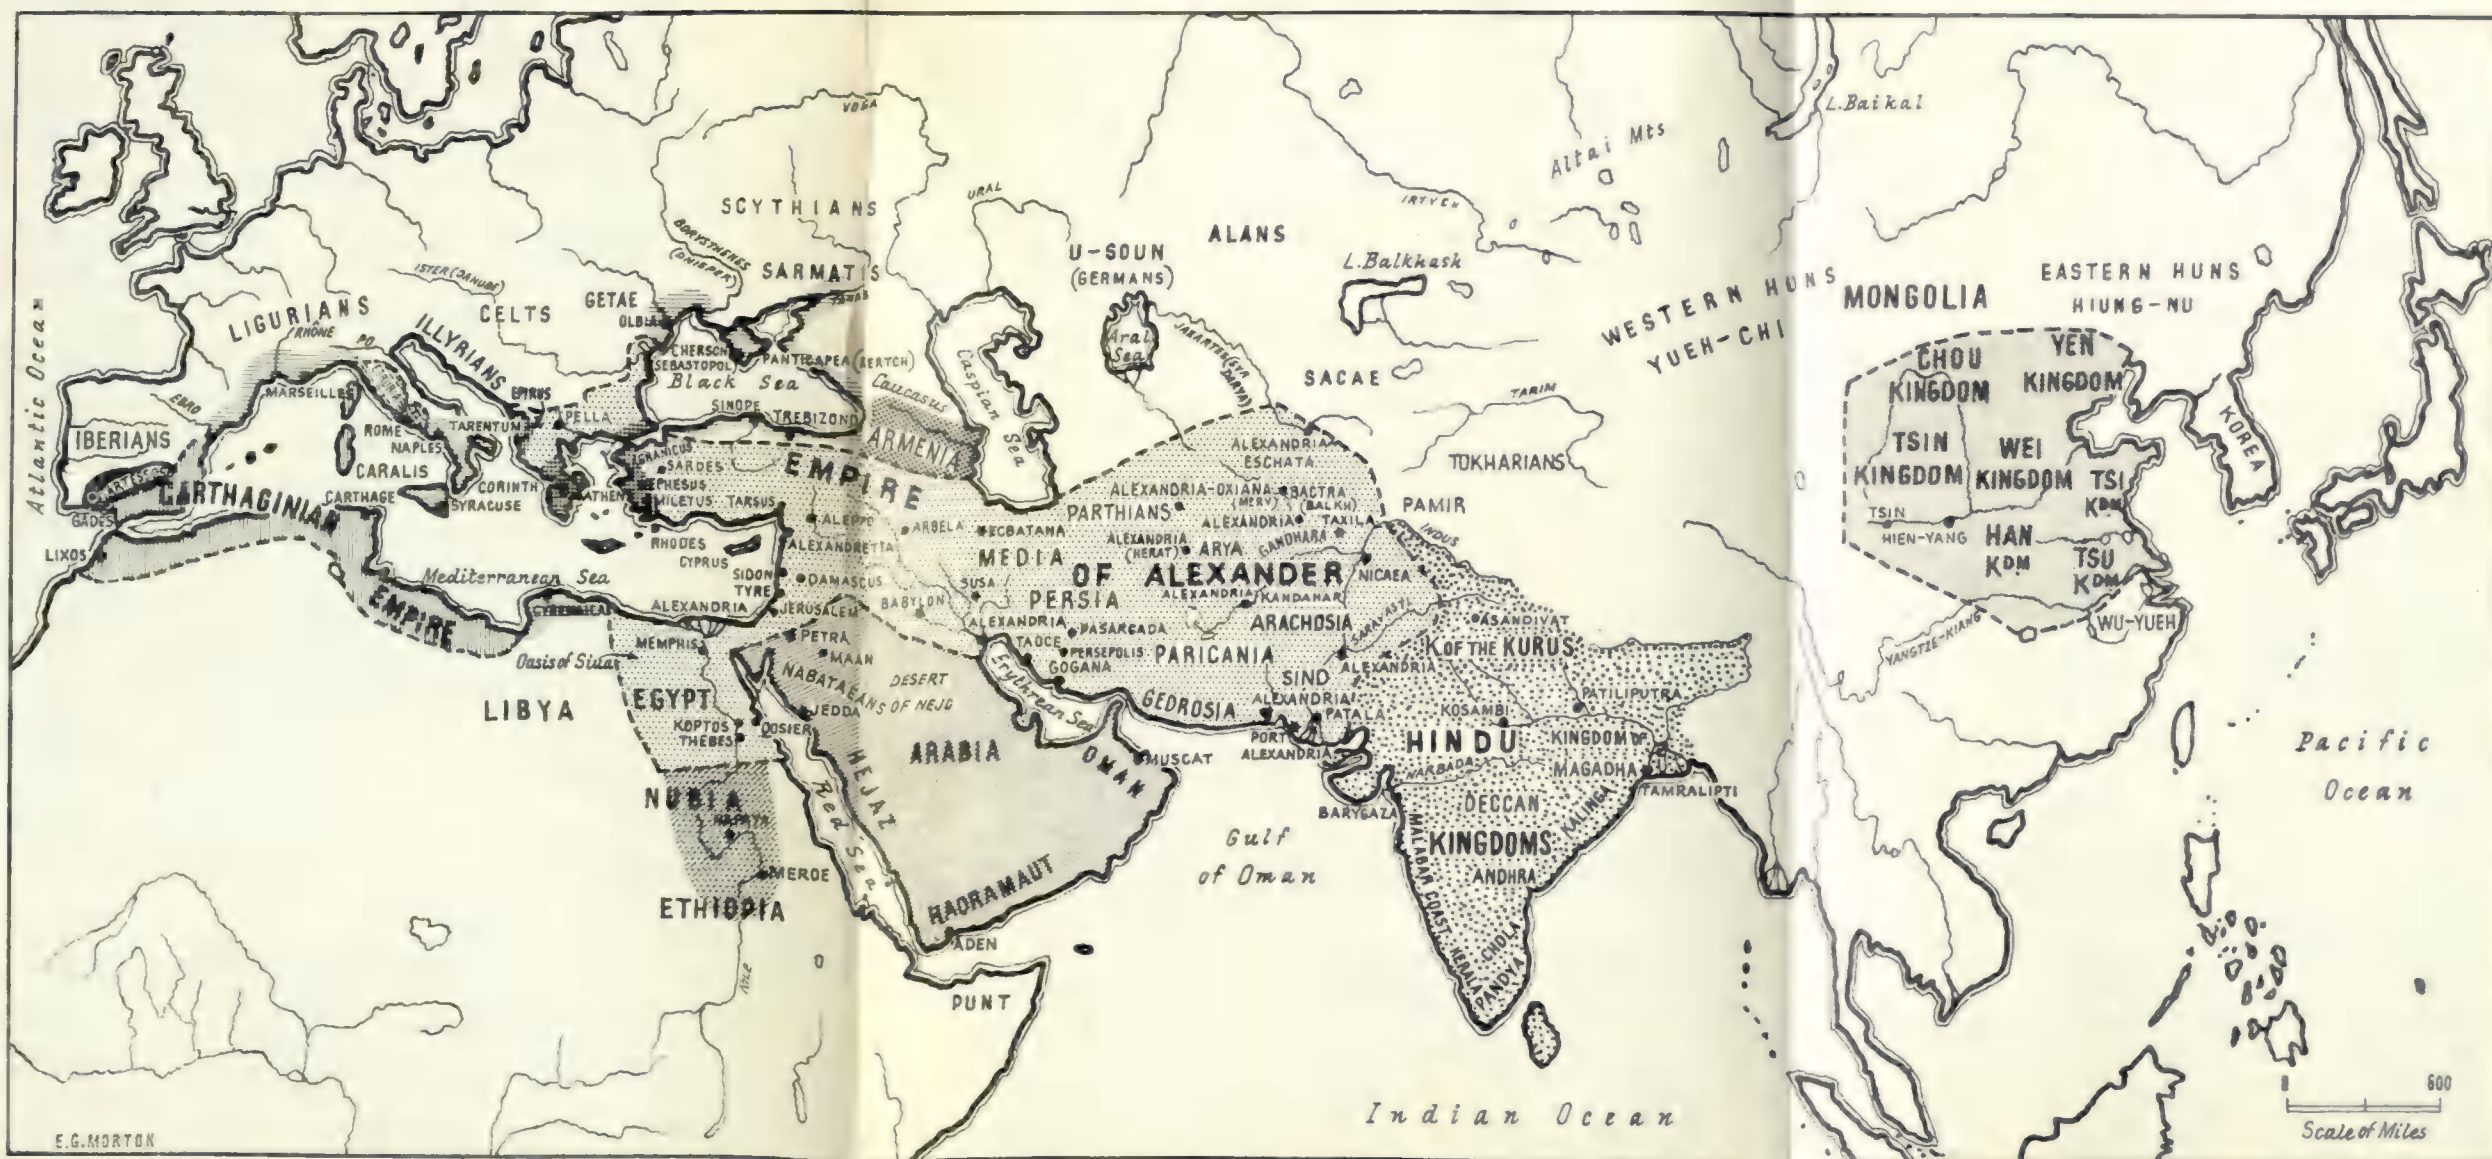 Atlantic Ocean
VOGA
SCYTHIANS
BORYSTHENES
(DNIEPER)
SARMATIS
URAL
U-SOUN
(GERMANS)
ALANS
IRTYCH
Altai Mts
L.Baikal
L.Balkhash
WESTERN HUNS
YUEH-CHI
MONGOLIA
EASTERN HUNS
HIUNG-NU
ISTER (DANUBE)
CELTS
GETAE
OLBIA
LIGURIANS
RHÔNE
PO
ILLYRIANS
CHERSON
SEBASTOPOL
PANTICAPEA (KERTCH)
Black Sea
Caucasus
Caspian Sea
Aral
Sea
JAXARTES (SYR
DARYA)
SACAE
TARIM
TOKHARIANS
PAMIR
EBRO
IBERIANS
TARTESSOS
GADES
LIXOS
MARSEILLES
ROME
NAPLES
CARALIS
TARENTUM
EPIRUS
PELLA
SINOPE
TREBIZOND
ARMENIA
CARTHAGINIAN
EMPIRE
CARTHAGE
SYRACUSE
CORINTH
ATHENS
GRANICUS
SARDES
EPHESUS
MILETUS
TARSUS
RHODES
CYPRUS
Mediterranean Sea
CYRENAICA
EMPIRE
OF ALEXANDER
ALEPPO
ALEXANDRETTA
ARBELA
ECBATANA
MEDIA
SIDON
TYRE
DAMASCUS
JERUSALEM
BABYLON
SUSA
PERSIA
ALEXANDRIA
PASARGADA
TAOCE
PERSEPOLIS
GOGANA
PARTHIANS
ALEXANDRIA
ESCHATA
ALEXANDRIA-OXIANA
(MERV)
BACTRA
(BALKH)
ALEXANDRIA
TAXILA
GANDHARA
ALEXANDRIA
(HERAT)
ARYA
ALEXANDRIA
KANDAHAR
NICAEA
INDUS
ARACHOSIA
SARASASTI
PARICANIA
SIND
ALEXANDRIA
ALEXANDRIA
GEDROSIA
PATALA
PORT
ALEXANDRIA
ALEXANDRIA
MEMPHIS
Oasis of Siwa
LIBYA
EGYPT
KOPTOS
THEBES
QOSIER
PETRA
MAAN
NABATAEANS OF NEJD
DESERT
JEDDA
HEJAZ
ARABIA
Erythrean Sea
OMAN
MUSCAT
Red Sea
NUBIA
NAPATA
MEROE
ETHIOPIA
HADRAMAUT
ADEN
Nile
PUNT
Gulf
of Oman
ASANDIVAT
K. OF THE KURUS
PATILIPUTRA
KOSAMBI
HINDU
KINGDOM OF
MAGADHA
NARBADA
TAMRALIPTI
BARYGAZA
DECCAN
KINGDOMS
KALINGA
ANDHRA
MALABAR COAST
KERALA
CHOLA
PANDYA
Indian Ocean
CHOU
KINGDOM
YEN
KINGDOM
TSIN
KINGDOM
WEI
KINGDOM
TSI
KDM
TSIN
HIEN-YANG
HAN
KDM
TSU
KDM
WU-YUEH
YANGTZE-KIANG
KOREA
Pacific
Ocean
0 600
Scale of Miles
E.G.MORTON